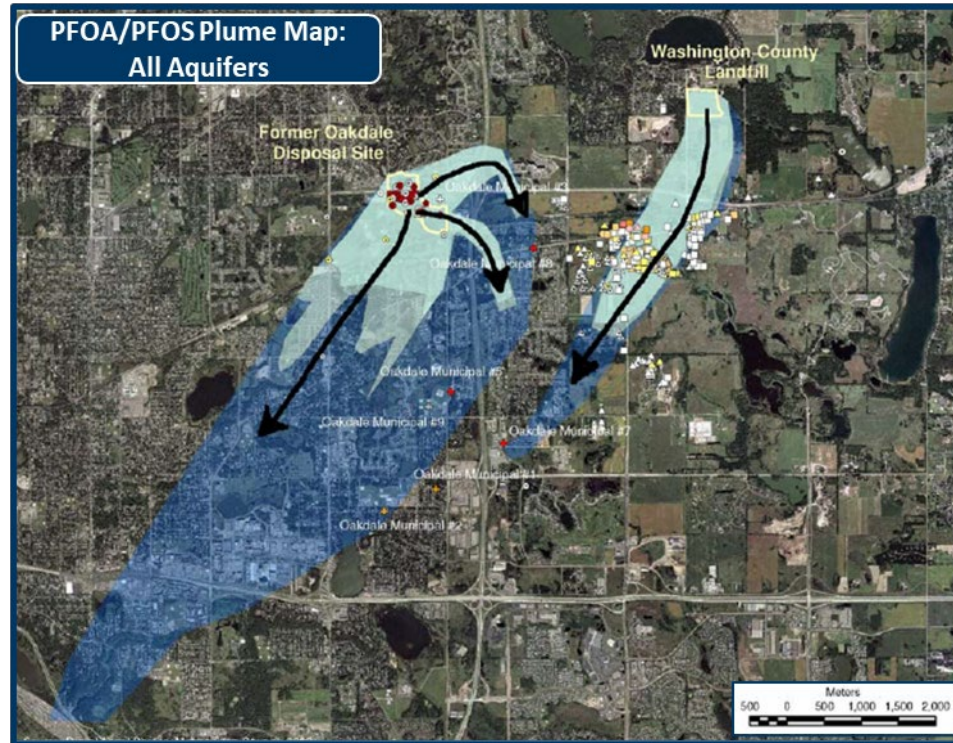 PFOA/PFOS Plume Map:
All Aquifers
Washington County
Landfill
Former Oakdale
Disposal Site
Oakdale Municipal #3
Oakdale Municipal #8
Oakdale Municipal #5
Oakdale Municipal #9
Oakdale Municipal #7
Oakdale Municipal #1
Oakdale Municipal #2
Meters
500 0 500 1,000 1,500 2,000